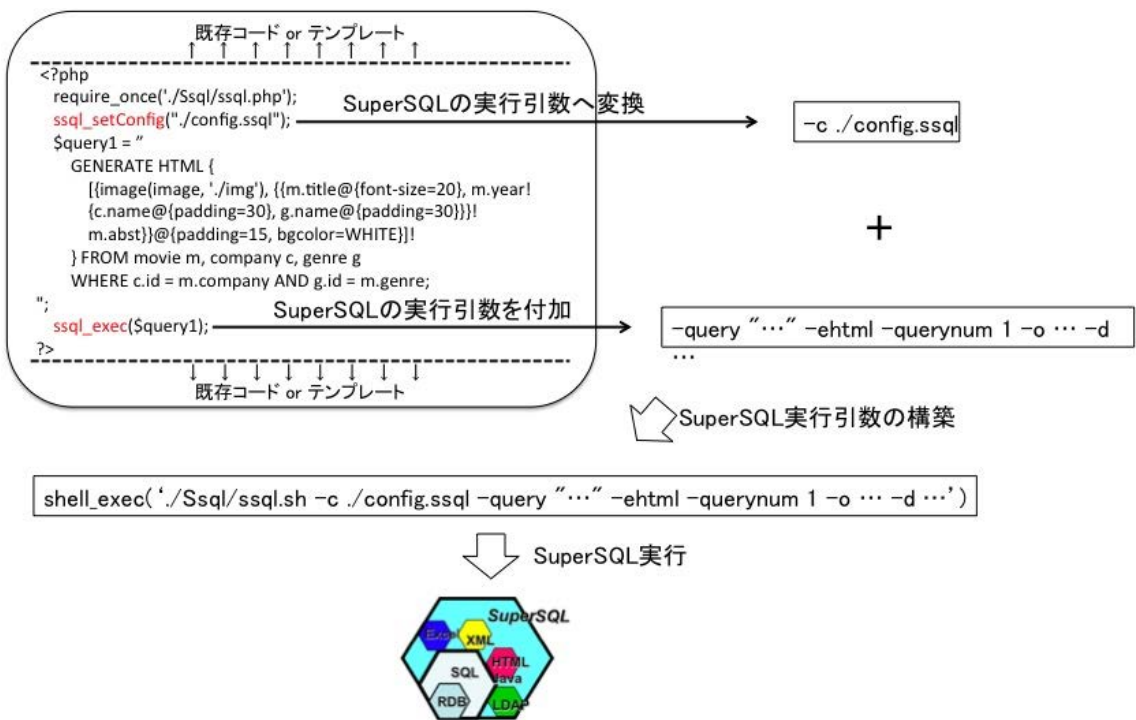 既存コード or テンプレート
↑ ↑ ↑ ↑ ↑ ↑ ↑ ↑
<?php
require_once('./Ssql/ssql.php');
ssql_setConfig("./config.ssql");
$query1 = "
GENERATE HTML {
[{image(image, './img'), {{m.title@{font-size=20}, m.year!
{c.name@{padding=30}, g.name@{padding=30}}}!
m.abst}}@{padding=15, bgcolor=WHITE}]!
} FROM movie m, company c, genre g
WHERE c.id = m.company AND g.id = m.genre;
";
ssql_exec($query1);
?>
↓ ↓ ↓ ↓ ↓ ↓ ↓ ↓
既存コード or テンプレート
SuperSQLの実行引数へ変換
-c ./config.ssql
+
SuperSQLの実行引数を付加
-query "…" -ehtml -querynum 1 -o … -d
…
SuperSQL実行引数の構築
shell_exec(‘./Ssql/ssql.sh -c ./config.ssql -query "…" -ehtml -querynum 1 -o … -d …’)
SuperSQL実行
SuperSQL
Excel
XML
SQL
HTML
Java
RDB
LDAP